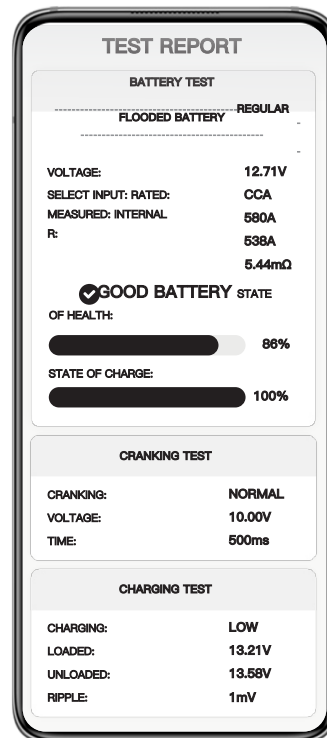 TEST REPORT
BATTERY TEST
REGULAR
FLOODED BATTERY
VOLTAGE: 12.71V
SELECT INPUT: RATED: CCA
MEASURED: INTERNAL 580A
R: 538A
5.44mΩ
GOOD BATTERY STATE
OF HEALTH:
86%
STATE OF CHARGE:
100%
CRANKING TEST
CRANKING: NORMAL
VOLTAGE: 10.00V
TIME: 500ms
CHARGING TEST
CHARGING: LOW
LOADED: 13.21V
UNLOADED: 13.58V
RIPPLE: 1mV